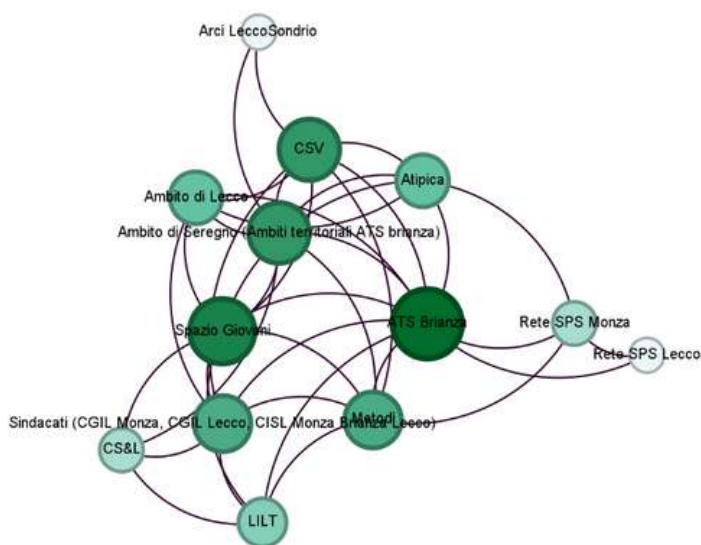 Arci LeccoSondrio
CSV
Atipica
Ambito di Lecco
Ambito di Seregno (Ambiti territoriali ATS brianza)
Spazio Giovani
ATS Brianza
Rete SPS Monza
Rete SPS Lecco
Metodi
Sindacati (CGIL Monza, CGIL Lecco, CISL Monza Brianza Lecco)
CS&L
LILT